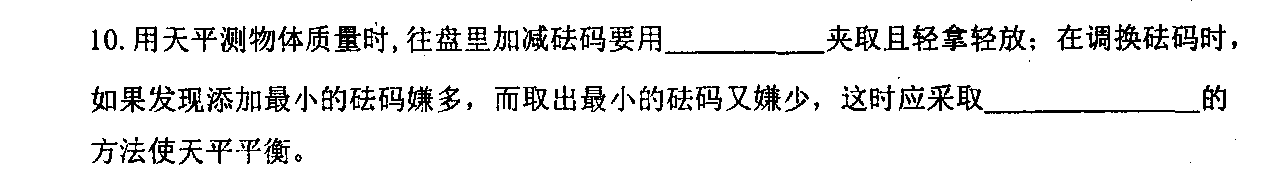 10. 用天平测物体质量时,往盘里加减砝码要用__________夹取且轻拿轻放；在调换砝码时，
如果发现添加最小的砝码嫌多，而取出最小的砝码又嫌少，这时应采取______________的
方法使天平平衡。